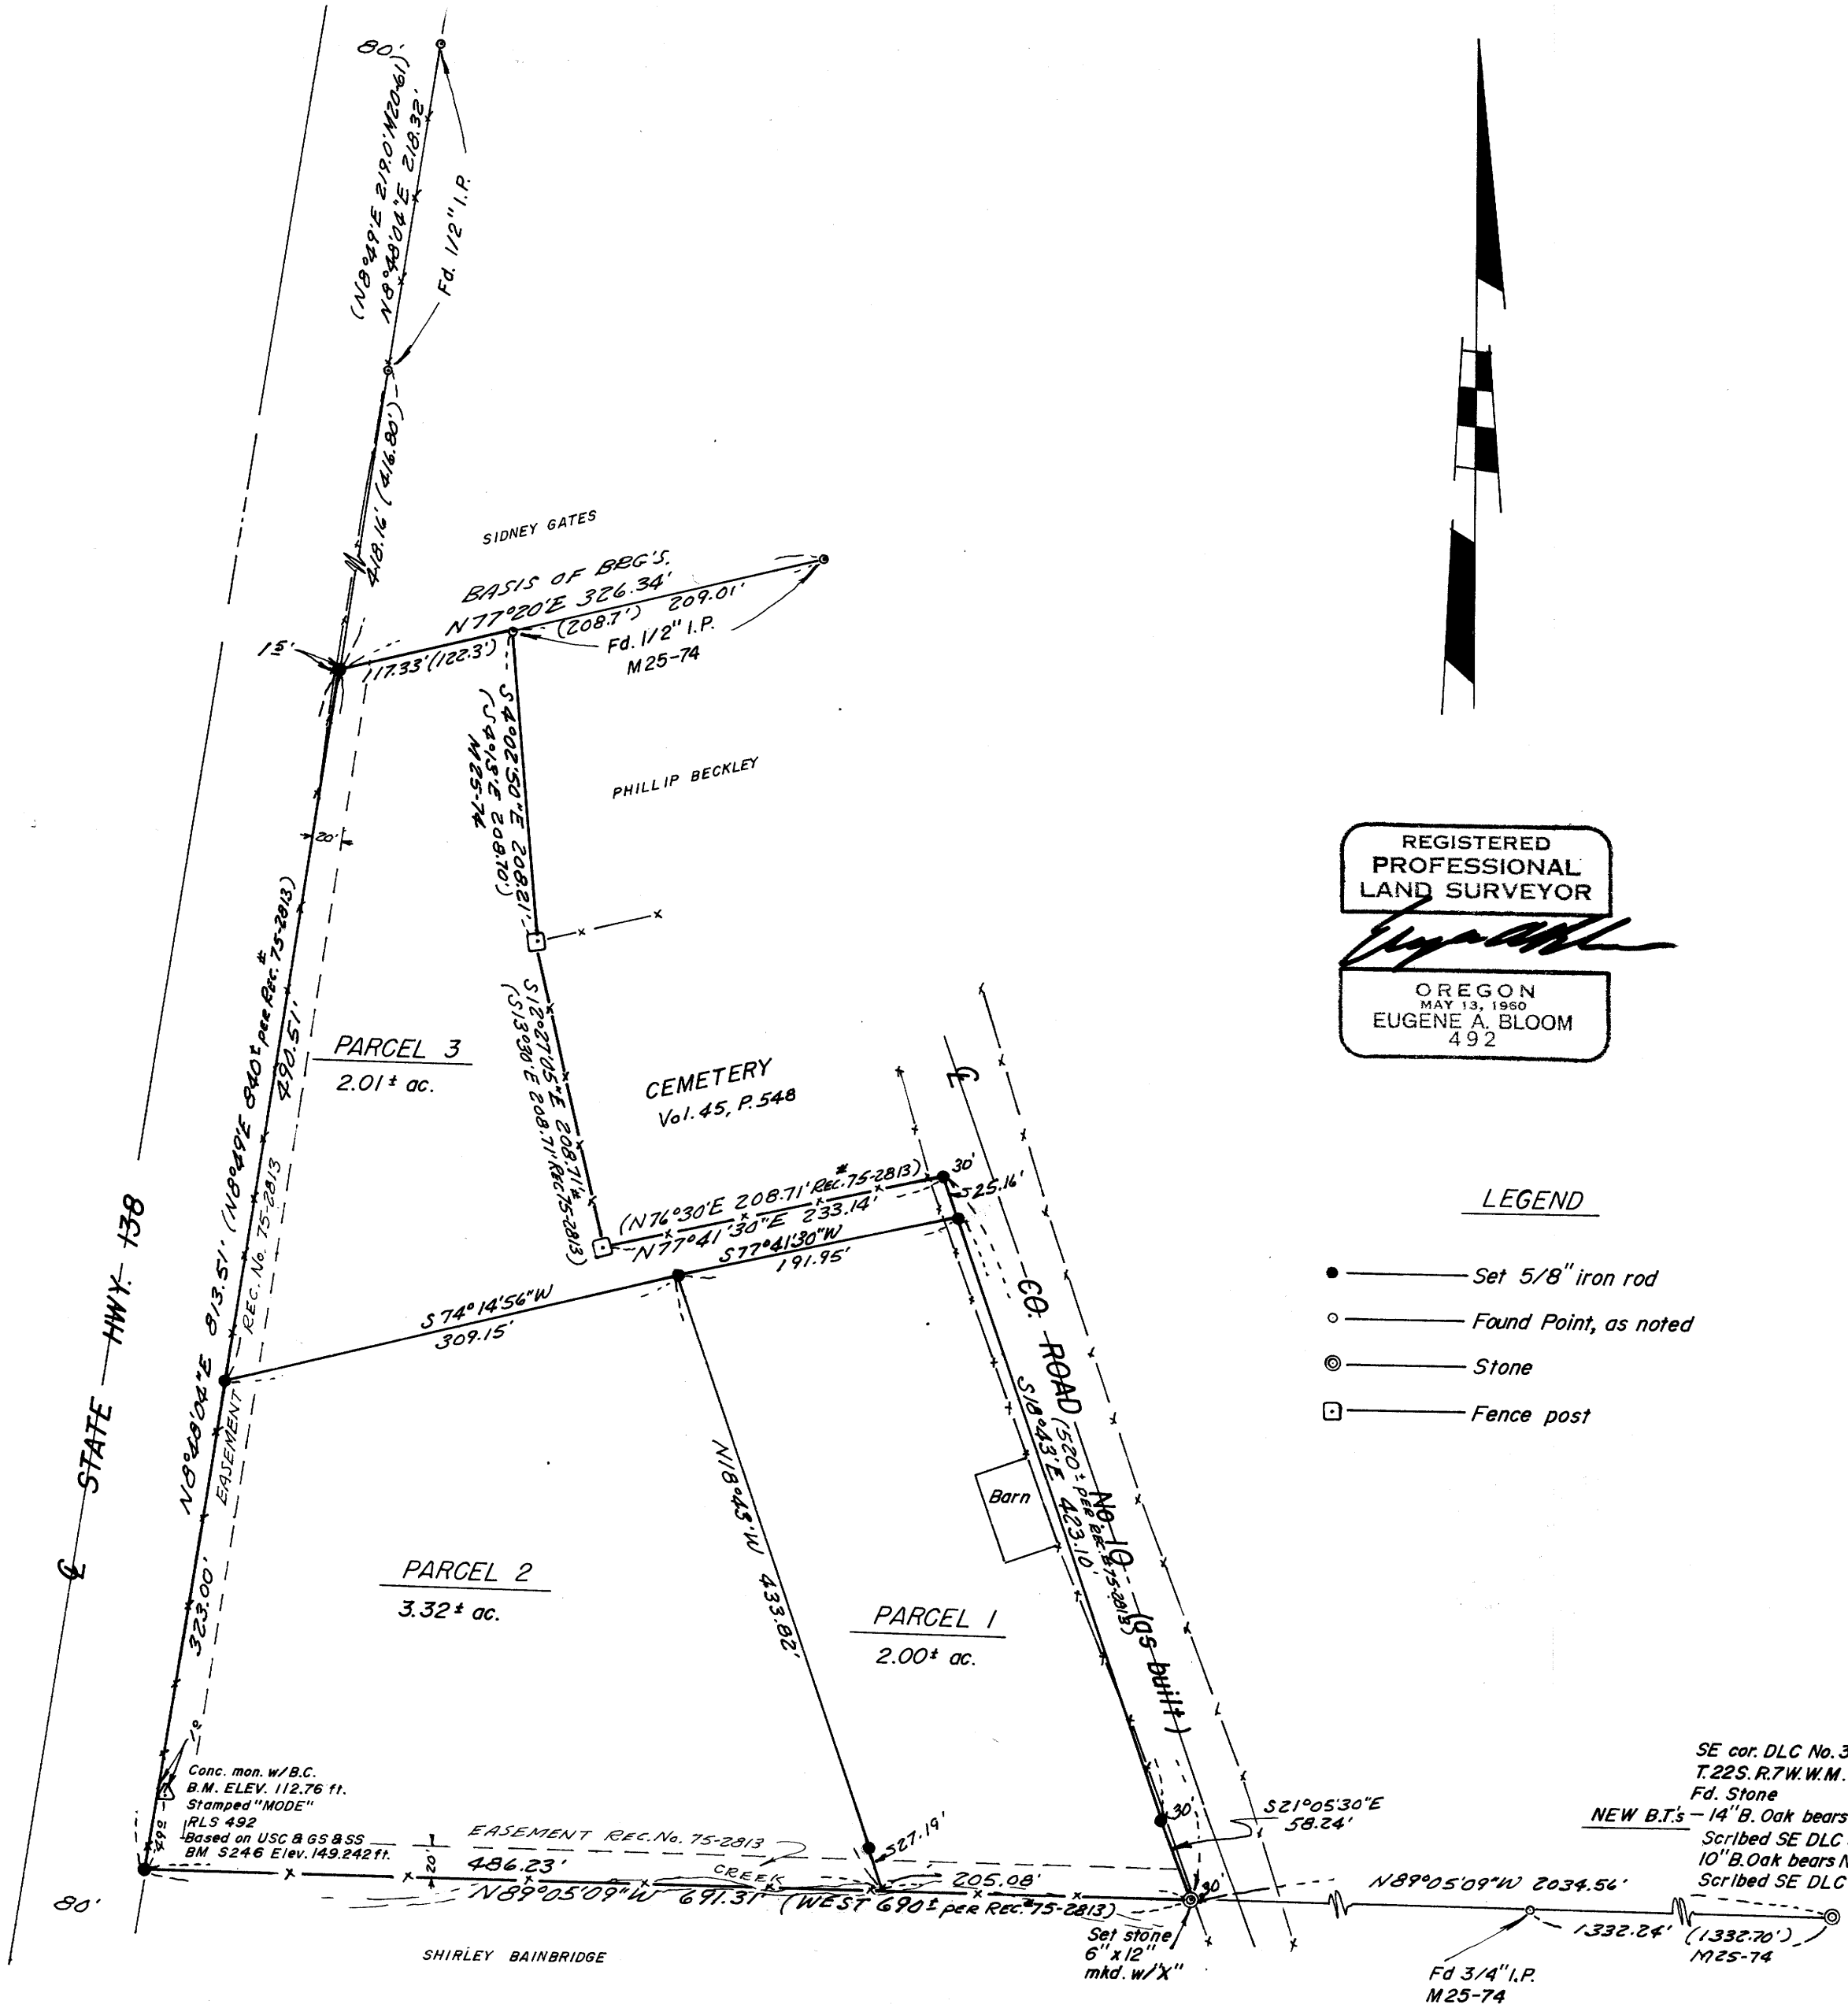 80'
(N8°49'E 219.0' M20-61)
N8°48'04"E 218.32'
Fd. 1/2" I.P.
418.16' (416.80')
SIDNEY GATES
BASIS OF BRG'S.
N77°20'E 326.34'
(208.7') 209.01'
Fd. 1/2" I.P.
M25-74
15'
117.33' (122.3')
S4°02'50"E 208.21'
(S4°13'E 208.70')
M25-74
PHILLIP BECKLEY
20'
N8°48'04"E 813.51' (N8°49'E 840± PER REC.# 75-2813)
490.51'
PARCEL 3
2.01± ac.
S12°27'05"E 208.71'
(S13°30'E 208.71' REC.# 75-2813)
CEMETERY
Vol. 45, P. 548
REGISTERED
PROFESSIONAL
LAND SURVEYOR
OREGON
MAY 13, 1960
EUGENE A. BLOOM
492
LEGEND
Set 5/8" iron rod
Found Point, as noted
Stone
Fence post
(N76°30'E 208.71' REC.# 75-2813)
N77°41'30"E 233.14'
S77°41'30"W
191.95'
30'
25.16'
S74°14'56"W
309.15'
STATE HWY. 138
EASEMENT REC. No. 75-2813
323.00'
CO. ROAD No. 10 (as built)
S18°43'E 423.10'
(520± PER REC.# 75-2813)
Barn
N18°43'W 433.82'
PARCEL 2
3.32± ac.
PARCEL 1
2.00± ac.
Conc. mon. w/B.C.
B.M. ELEV. 112.76 ft.
Stamped "MODE"
RLS 492
Based on USC & GS & SS
BM S246 Elev. 149.242 ft.
EASEMENT REC. No. 75-2813
20'
486.23'
CREEK
27.19'
205.08'
N89°05'09"W 691.31' (WEST 690± PER REC.# 75-2813)
30'
30'
S21°05'30"E
58.24'
80'
SHIRLEY BAINBRIDGE
Set stone
6" x 12"
mkd. w/"X"
N89°05'09"W 2034.56'
1332.24' (1332.70')
M25-74
Fd 3/4" I.P.
M25-74
SE cor. DLC No. 3
T.22S. R.7W. W.M.
Fd. Stone
NEW B.T.'s — 14" B. Oak bears
Scribed SE DLC
10" B. Oak bears N
Scribed SE DLC